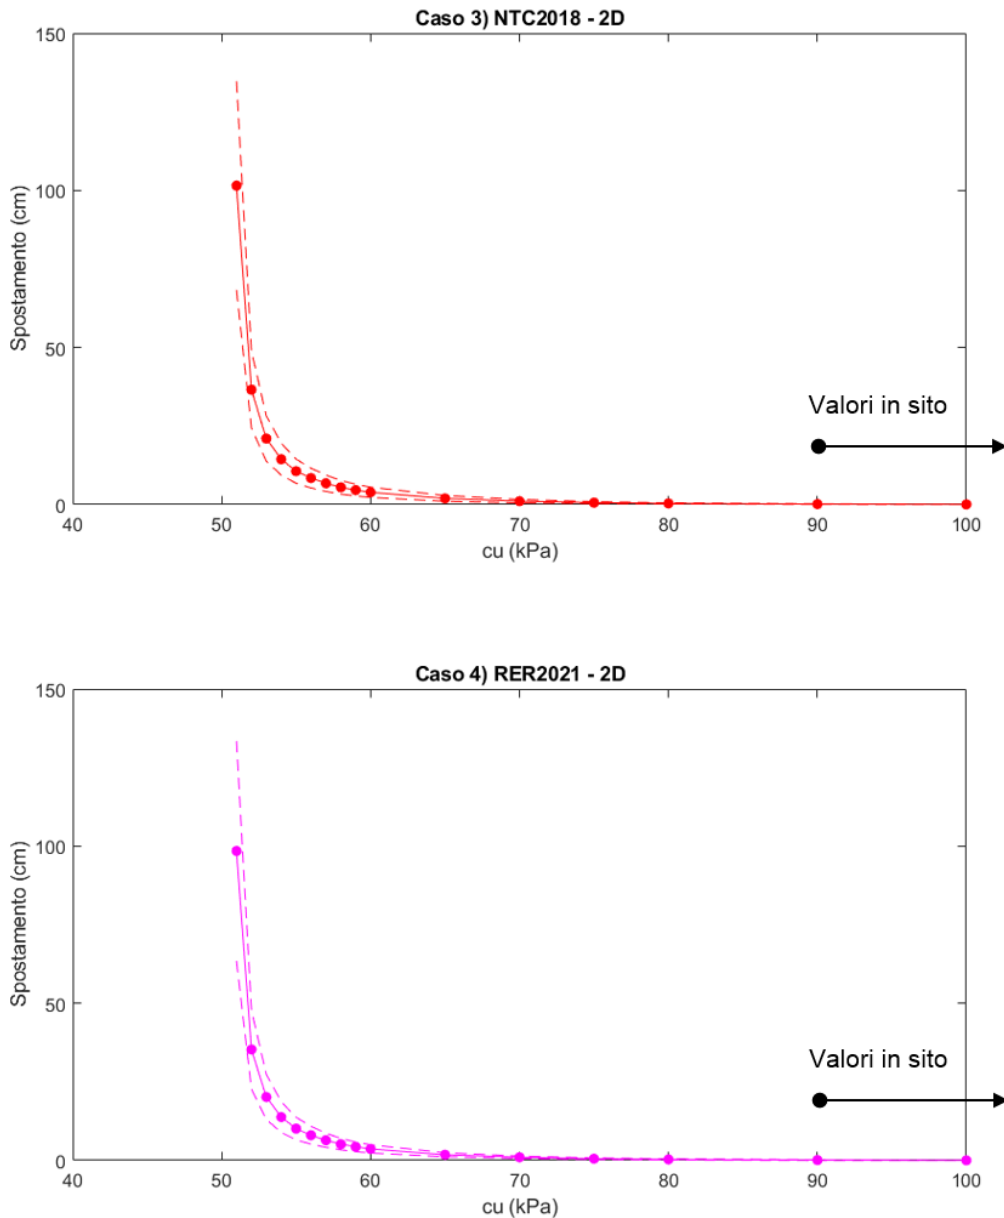 Caso 3) NTC2018 - 2D
150
100
50
0
Spostamento (cm)
Valori in sito
40 50 60 70 80 90 100
cu (kPa)
Caso 4) RER2021 - 2D
150
100
50
0
Spostamento (cm)
Valori in sito
40 50 60 70 80 90 100
cu (kPa)